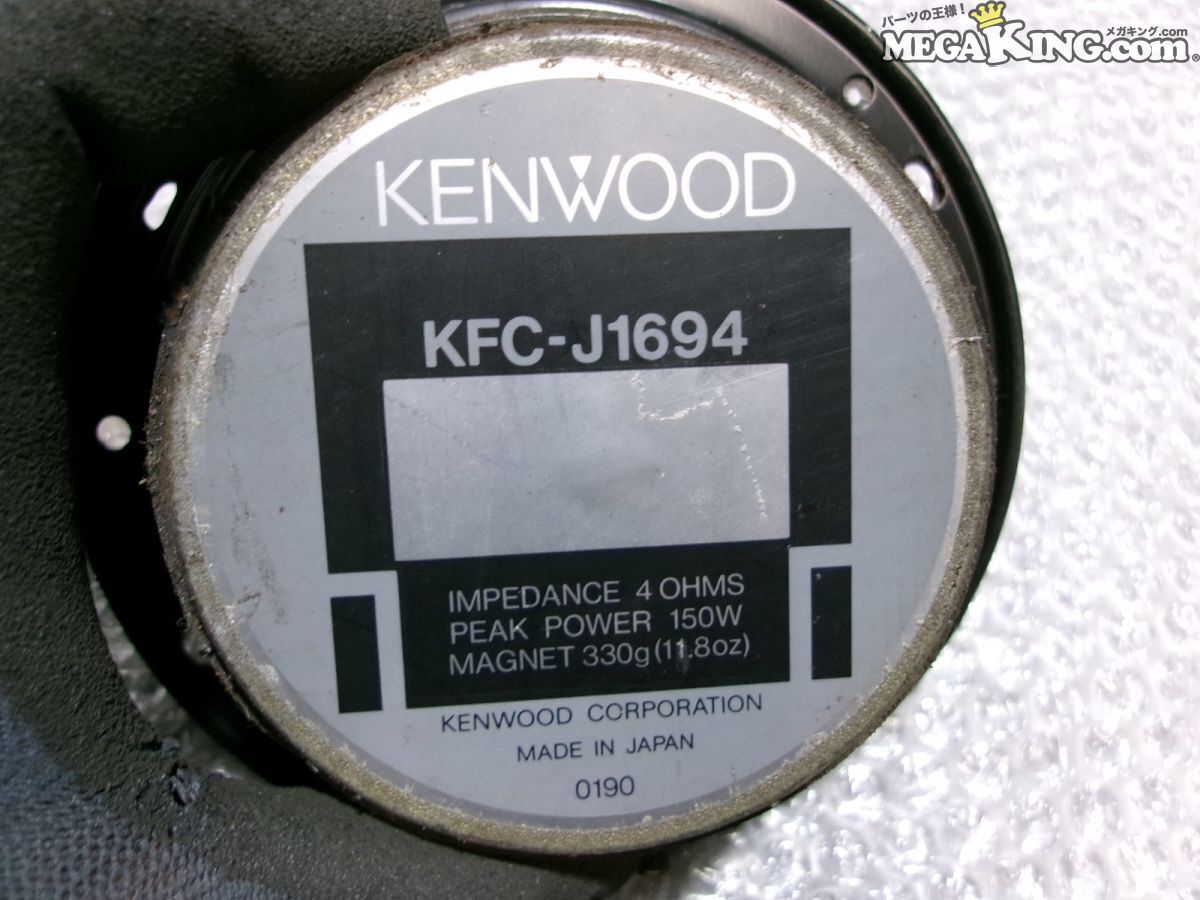 パーツの王様！
メガキング.com
MEGAKING.com®
KENWOOD
KFC-J1694
IMPEDANCE 4 OHMS
PEAK POWER 150W
MAGNET 330g (11.8oz)
KENWOOD CORPORATION
MADE IN JAPAN
0190